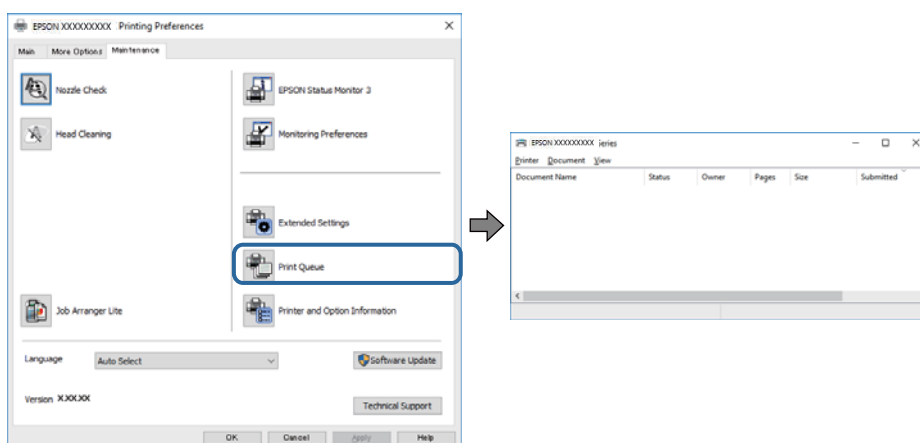 EPSON XXXXXXXXX Printing Preferences
Main More Options Maintenance
Nozzle Check
EPSON Status Monitor 3
Head Cleaning
Monitoring Preferences
Extended Settings
Print Queue
Job Arranger Lite
Printer and Option Information
Language Auto Select Software Update
Version X.XX.XX
Technical Support
OK Cancel Apply Help
EPSON XXXXXXXXX Series
Printer Document View
Document Name Status Owner Pages Size Submitted